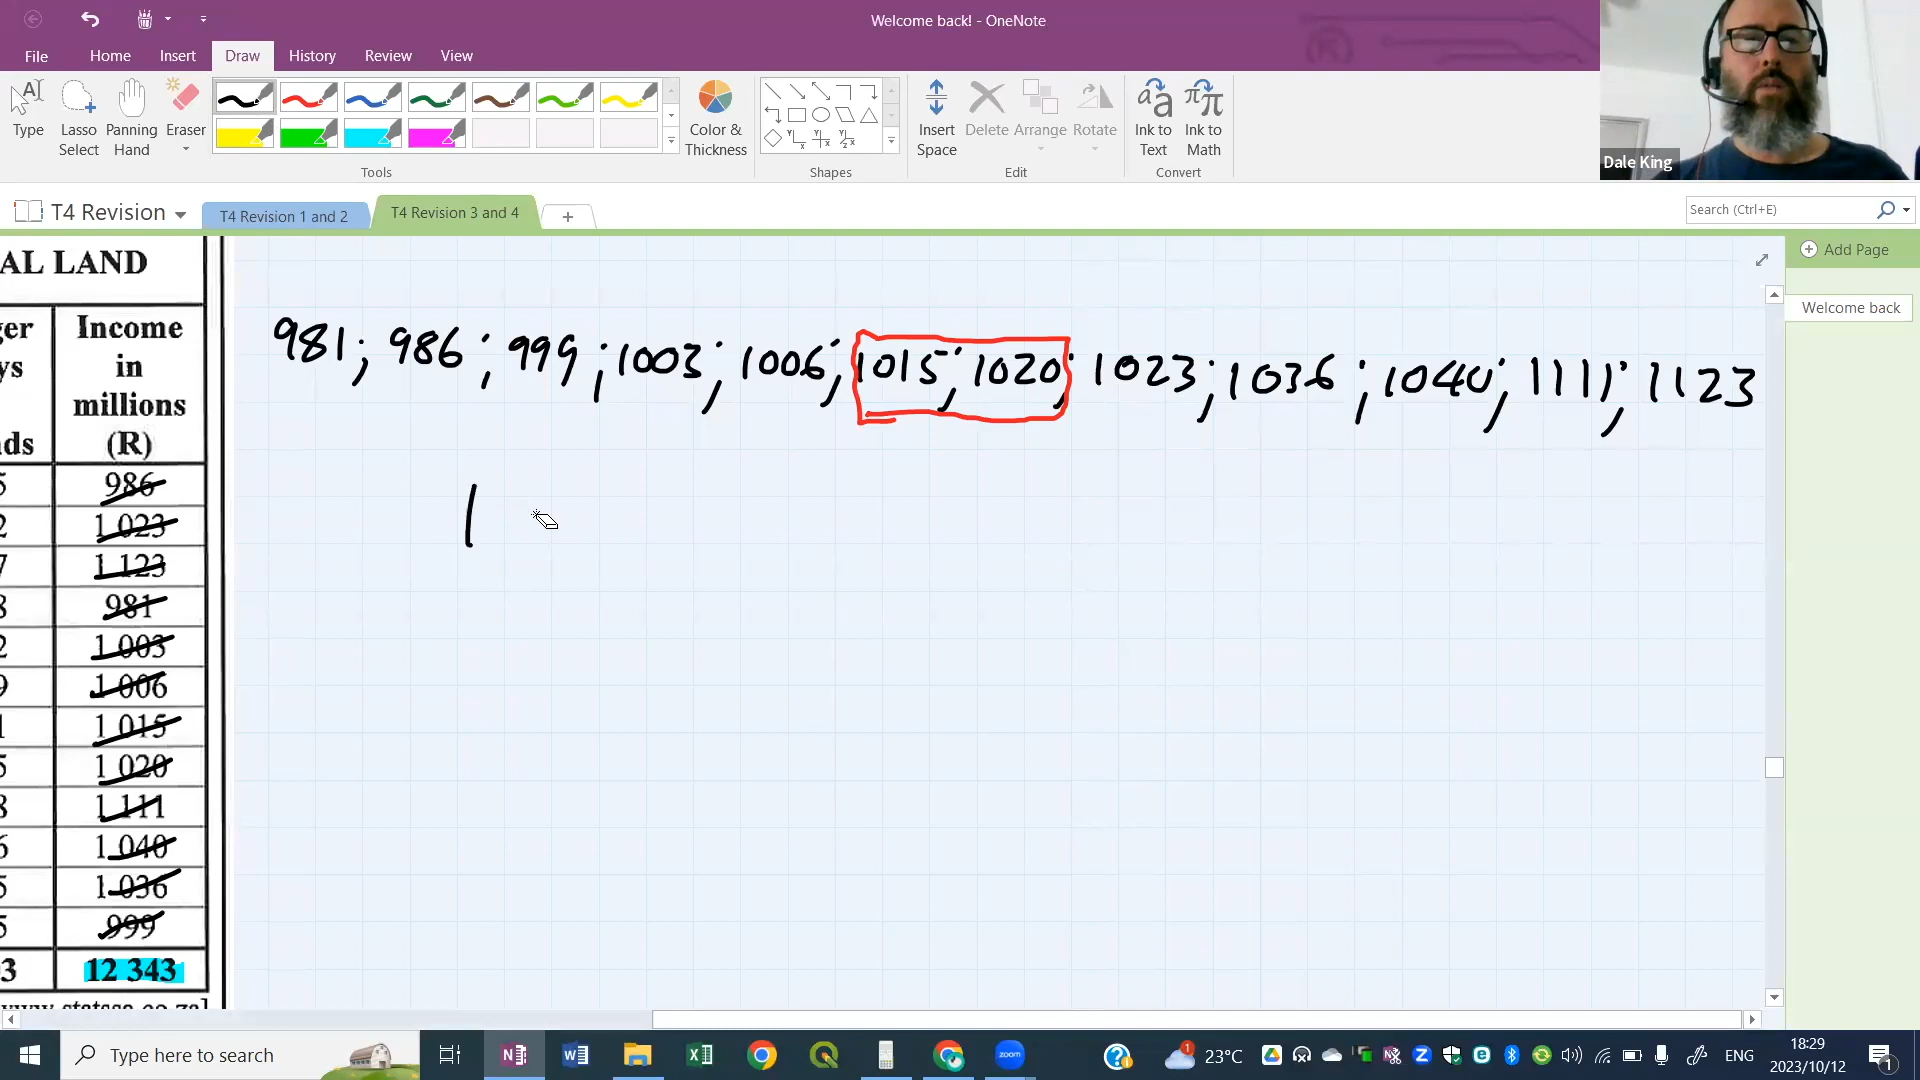 Welcome back! - OneNote
File Home Insert Draw History Review View
Type
Lasso Select
Panning Hand
Eraser
Color & Thickness
Insert Space
Delete
Arrange
Rotate
Ink to Text
Ink to Math
Tools
Shapes
Edit
Convert
Dale King
T4 Revision
T4 Revision 1 and 2
T4 Revision 3 and 4
Search (Ctrl+E)
Add Page
Welcome back
AL LAND
Income in millions (R)
986
1 023
1 123
981
1 003
1 006
1 015
1 020
1 111
1 040
1 036
999
12 343
981; 986; 999; 1003; 1006; 1015; 1020; 1023; 1036; 1040; 1111; 1123
Type here to search
23°C
ENG
18:29
2023/10/12